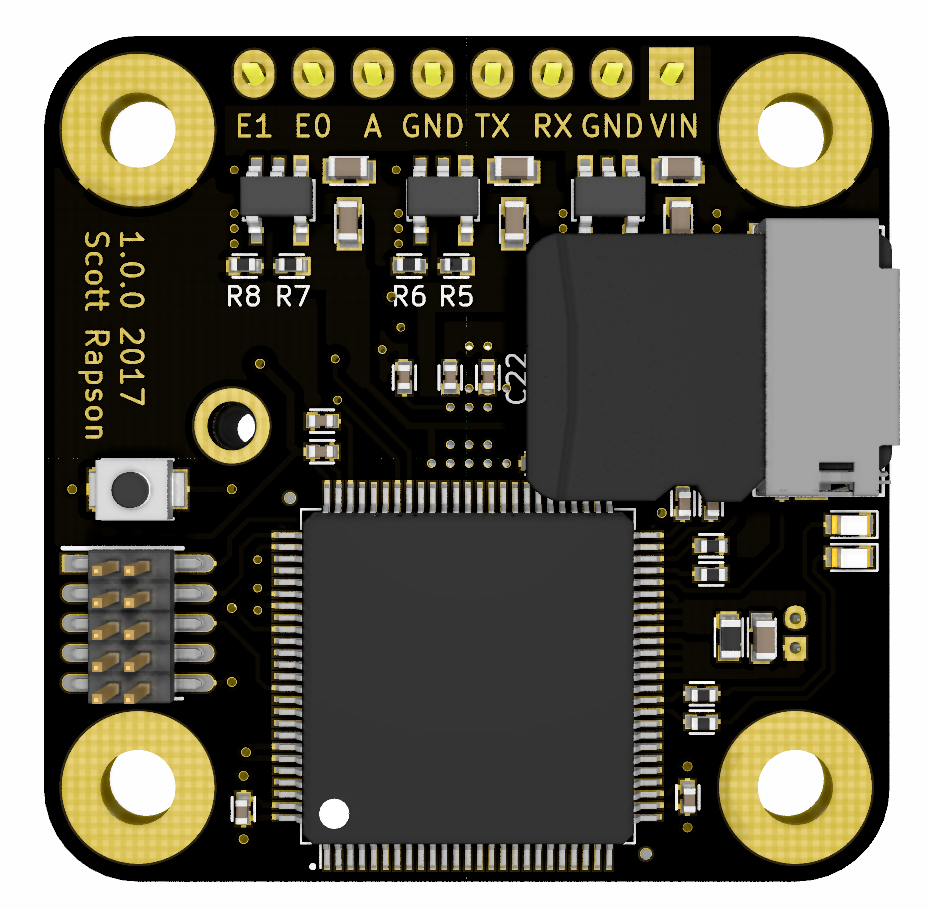 E1 E0 A GND TX RX GND VIN
R8 R7 R6 R5
1.0.0 2017
Scott Rapson
C22